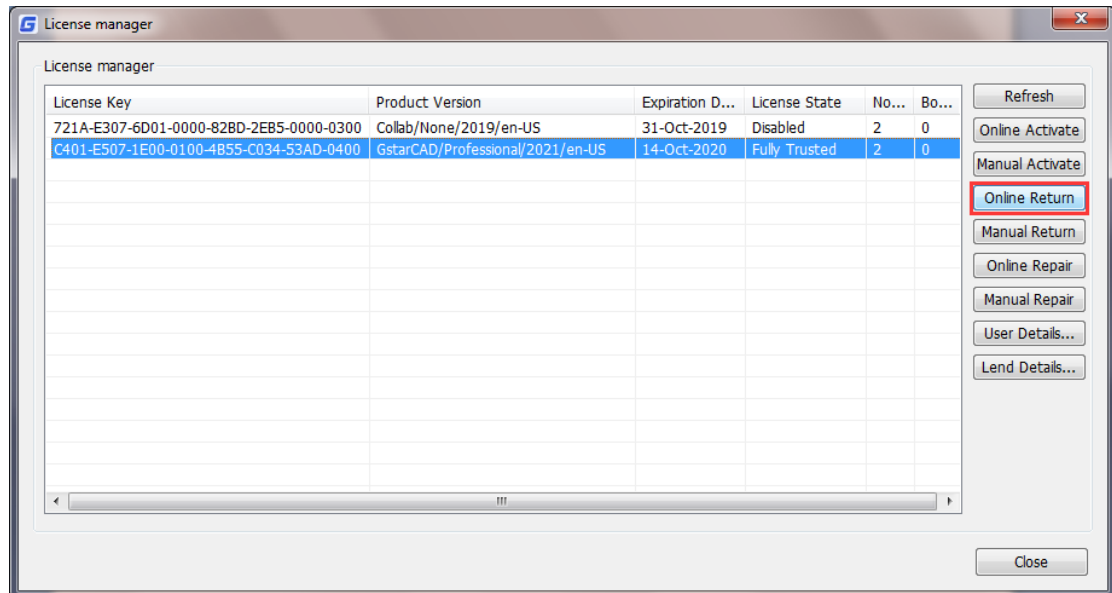 License manager
License manager
License Key Product Version Expiration D... License State No... Bo...
721A-E307-6D01-0000-82BD-2EB5-0000-0300 Collab/None/2019/en-US 31-Oct-2019 Disabled 2 0
C401-E507-1E00-0100-4B55-C034-53AD-0400 GstarCAD/Professional/2021/en-US 14-Oct-2020 Fully Trusted 2 0
Refresh
Online Activate
Manual Activate
Online Return
Manual Return
Online Repair
Manual Repair
User Details...
Lend Details...
Close